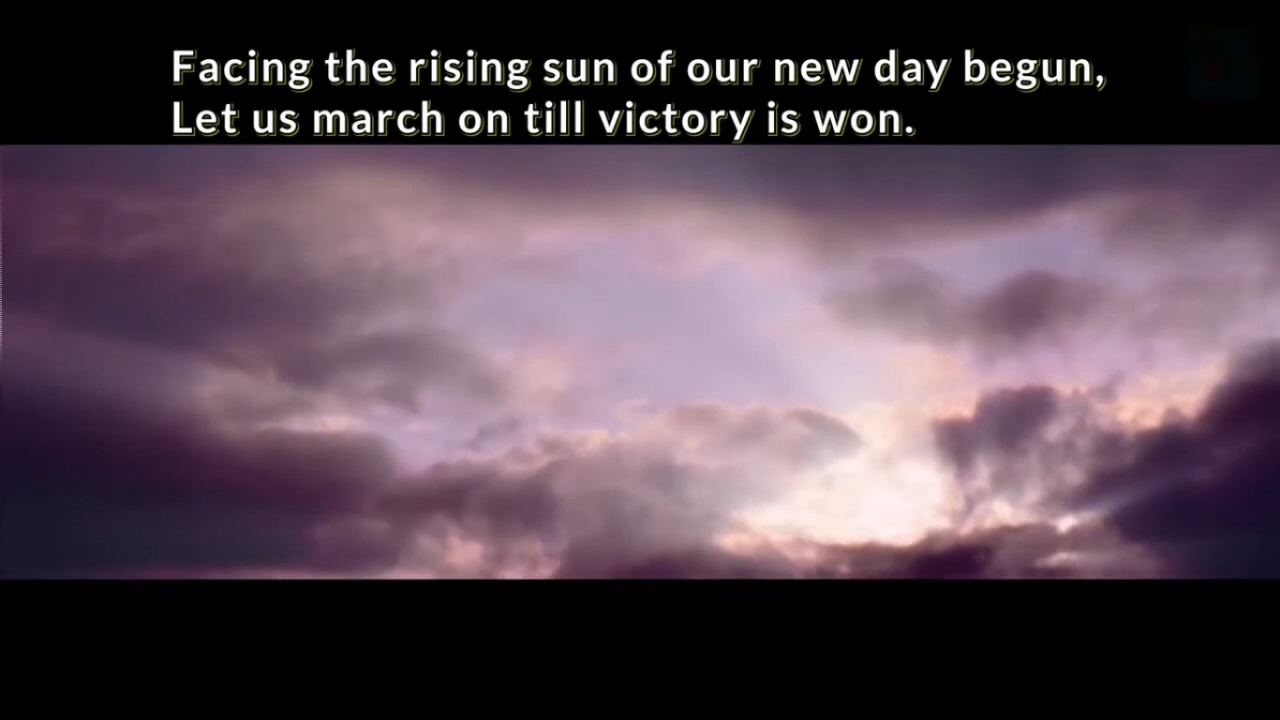 Facing the rising sun of our new day begun,
Let us march on till victory is won.